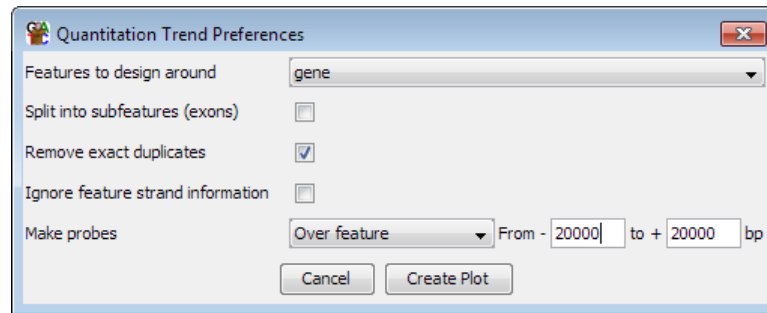 Quantitation Trend Preferences
Features to design around gene
Split into subfeatures (exons)
Remove exact duplicates
Ignore feature strand information
Make probes Over feature From - 20000 to + 20000 bp
Cancel Create Plot